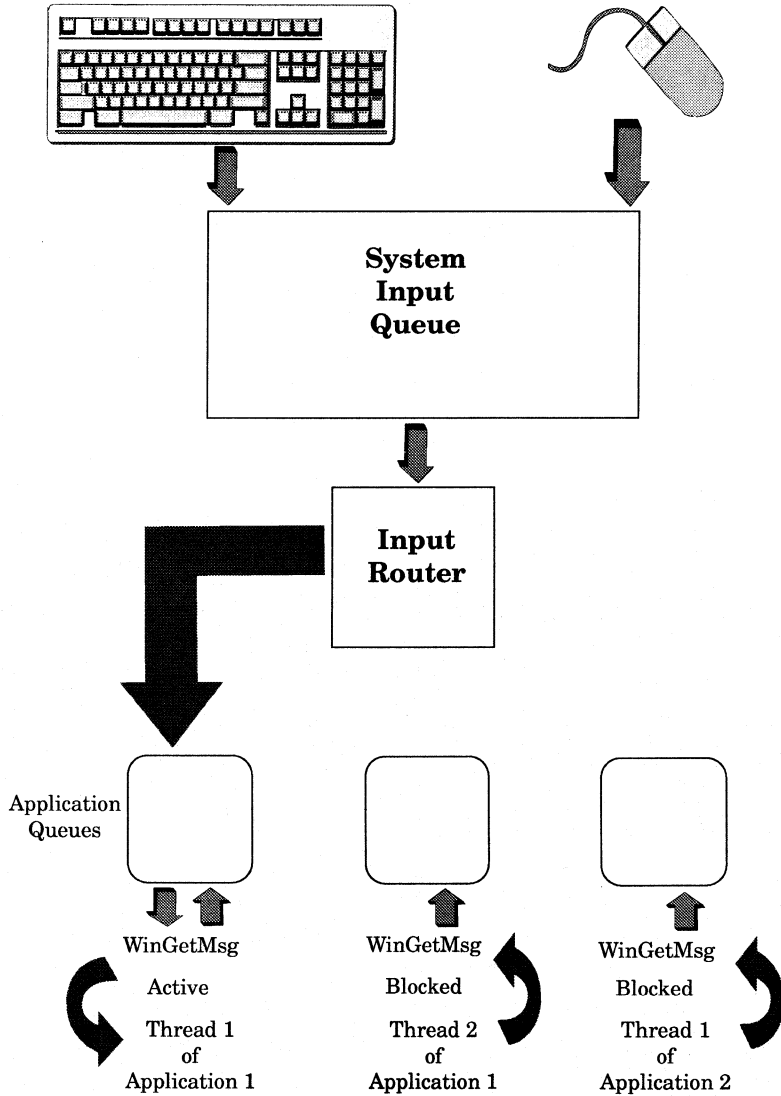 System
Input
Queue
Input
Router
Application
Queues
WinGetMsg
Active
Thread 1
of
Application 1
WinGetMsg
Blocked
Thread 2
of
Application 1
WinGetMsg
Blocked
Thread 1
of
Application 2